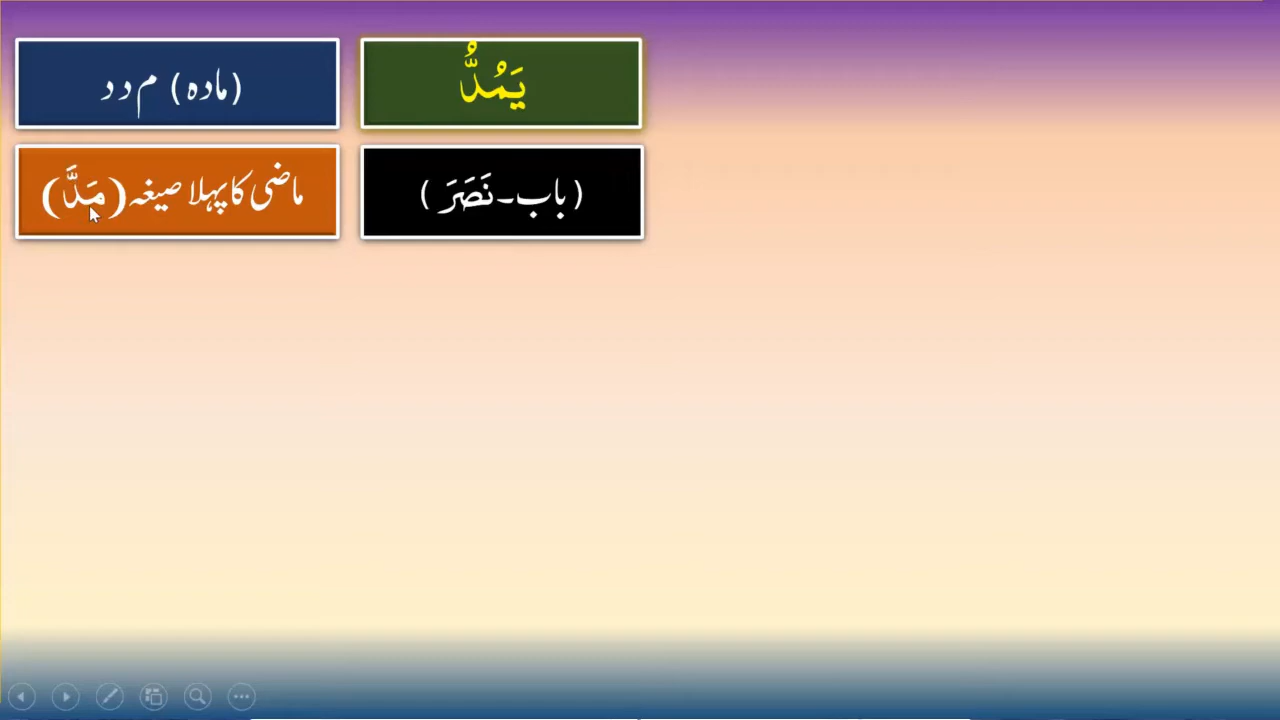 يَمُدُّ
(مادہ) م د د
(باب۔نَصَرَ)
ماضی کا پہلا صیغہ (مَدَّ)